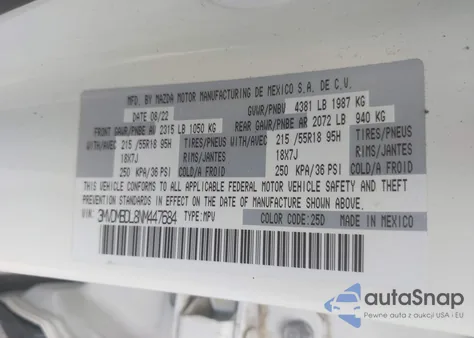 MFD. BY MAZDA MOTOR MANUFACTURING DE MEXICO S.A. DE C.V.
DATE 08/22 GVWR/PNBV 4381 LB 1987 KG
FRONT GAWR/PNBE AV 2315 LB 1050 KG REAR GAWR/PNBE AR 2072 LB 940 KG
WITH/AVEC 215 /55R18 95H TIRES/PNEUS WITH/AVEC 215 /55R18 95H TIRES/PNEUS
18X7J RIMS/JANTES 18X7J RIMS/JANTES
250 KPA/36 PSI COLD/A FROID 250 KPA/36 PSI COLD/A FROID
THIS VEHICLE CONFORMS TO ALL APPLICABLE FEDERAL MOTOR VEHICLE SAFETY AND THEFT
PREVENTION STANDARDS IN EFFECT ON THE DATE OF MANUFACTURE SHOWN ABOVE.
VIN: 3MVDMBDL8NM447684 TYPE: MPV COLOR CODE: 25D MADE IN MEXICO
autoSnap
Pewne auta z aukcji USA i EU